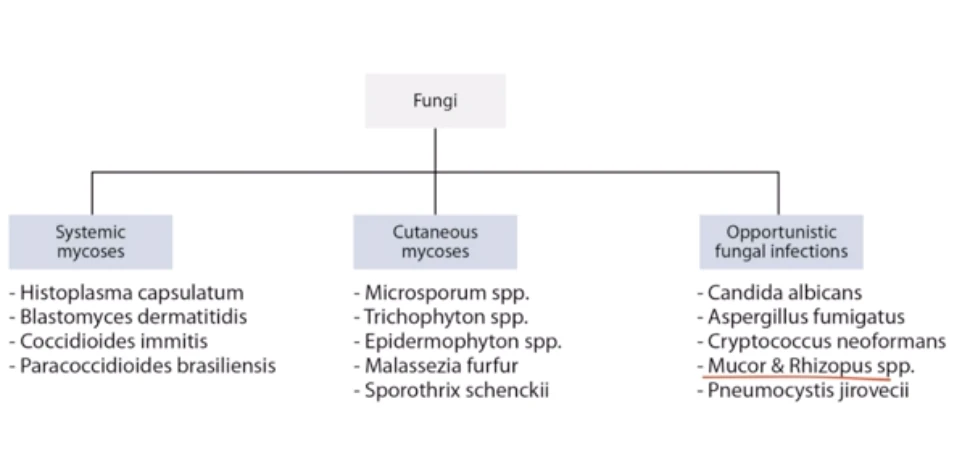 Fungi
Systemic
mycoses
- Histoplasma capsulatum
- Blastomyces dermatitidis
- Coccidioides immitis
- Paracoccidioides brasiliensis
Cutaneous
mycoses
- Microsporum spp.
- Trichophyton spp.
- Epidermophyton spp.
- Malassezia furfur
- Sporothrix schenckii
Opportunistic
fungal infections
- Candida albicans
- Aspergillus fumigatus
- Cryptococcus neoformans
- Mucor & Rhizopus spp.
- Pneumocystis jirovecii